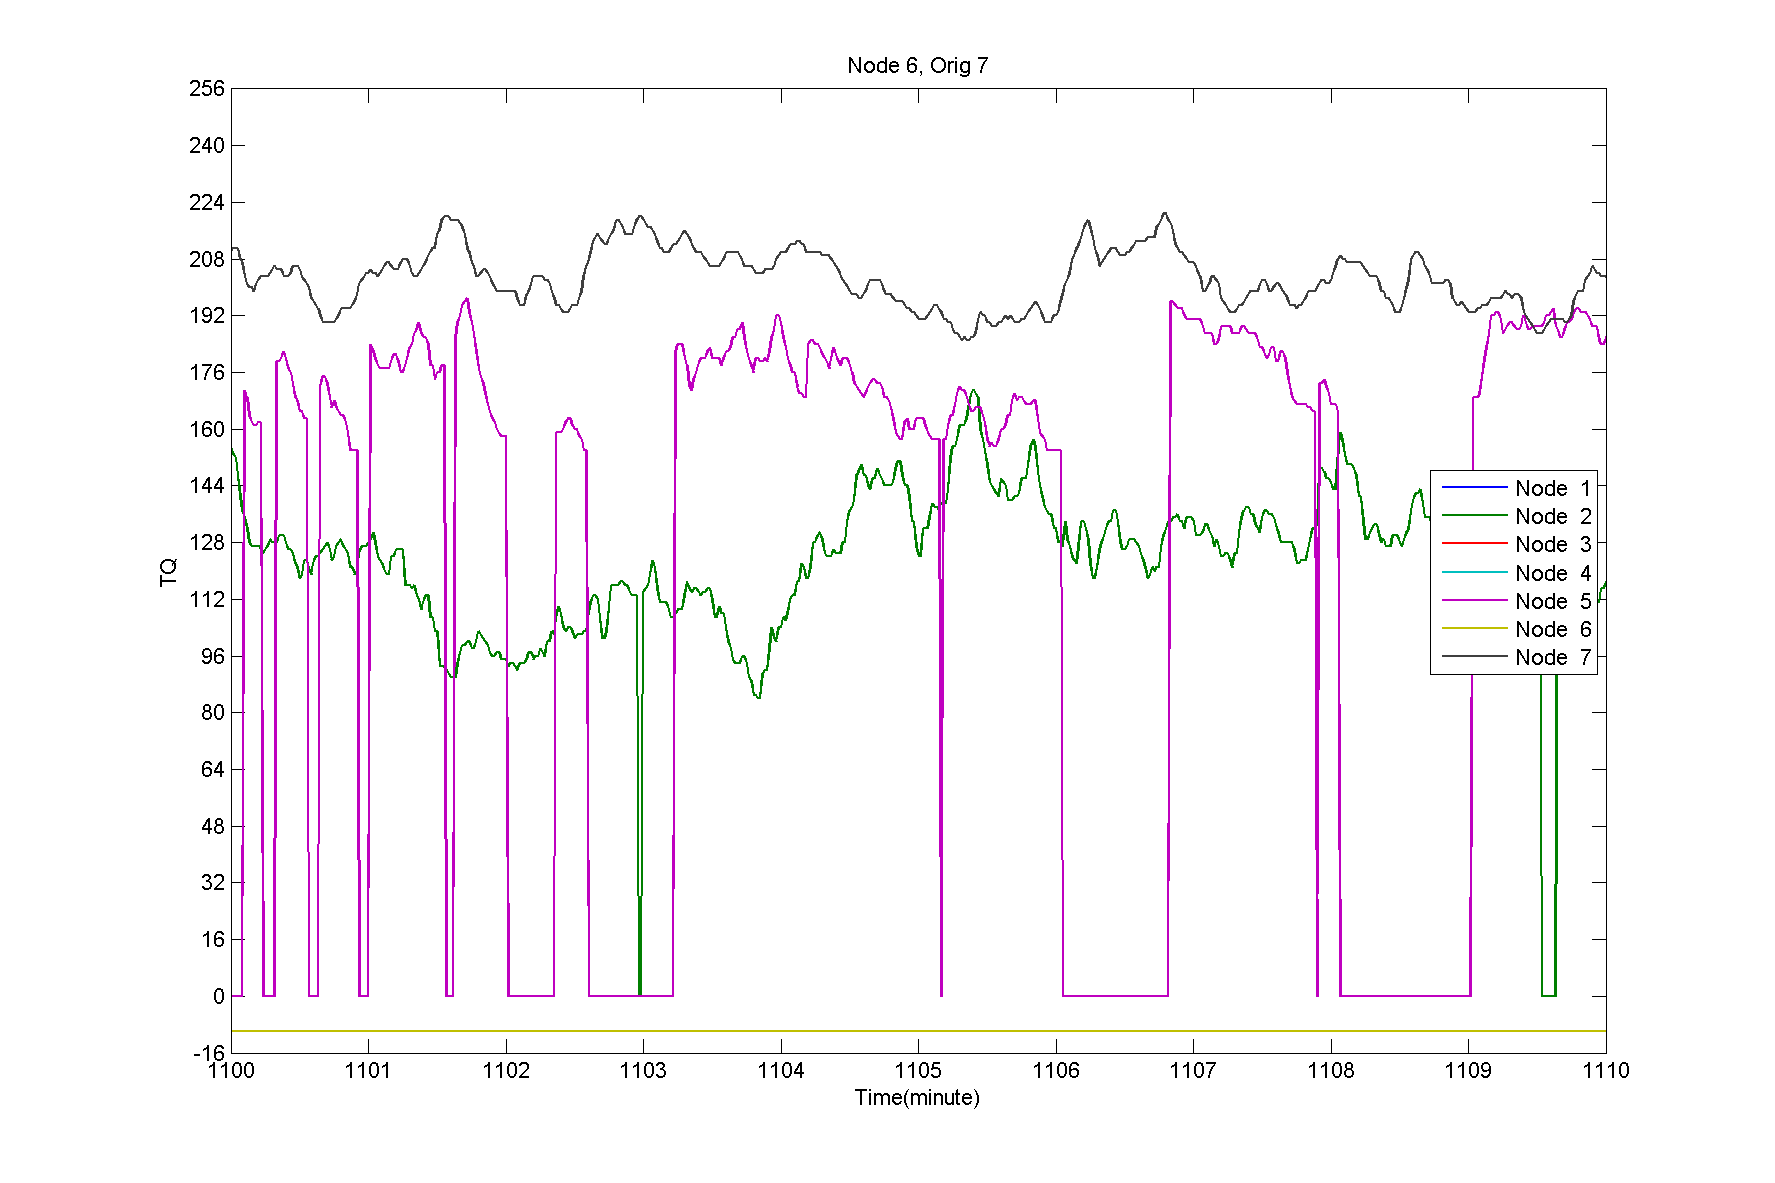 Node 6, Orig 7
256
240
224
208
192
176
160
144
128
112
96
80
64
48
32
16
0
-16
TQ
Node 1
Node 2
Node 3
Node 4
Node 5
Node 6
Node 7
1100 1101 1102 1103 1104 1105 1106 1107 1108 1109 1110
Time(minute)